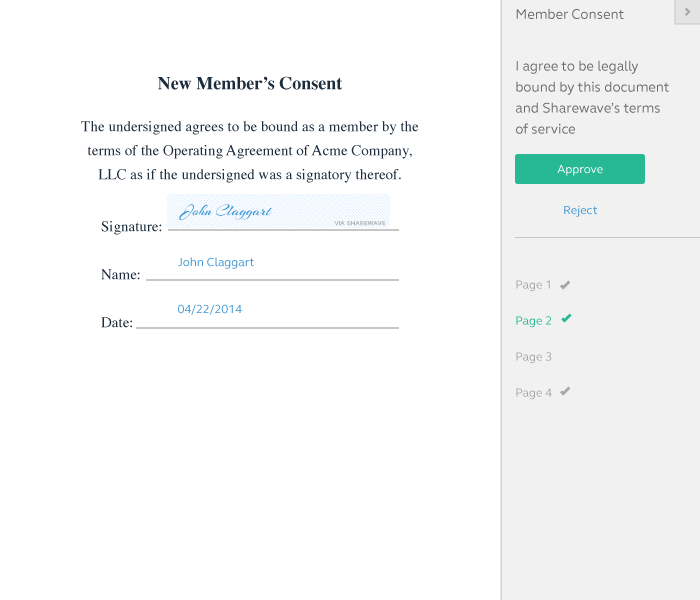 New Member’s Consent
The undersigned agrees to be bound as a member by the
terms of the Operating Agreement of Acme Company,
LLC as if the undersigned was a signatory thereof.
Signature: John Claggart
VIA SHAREWAVE
Name: John Claggart
Date: 04/22/2014
Member Consent
I agree to be legally
bound by this document
and Sharewave’s terms
of service
Approve
Reject
Page 1
Page 2
Page 3
Page 4